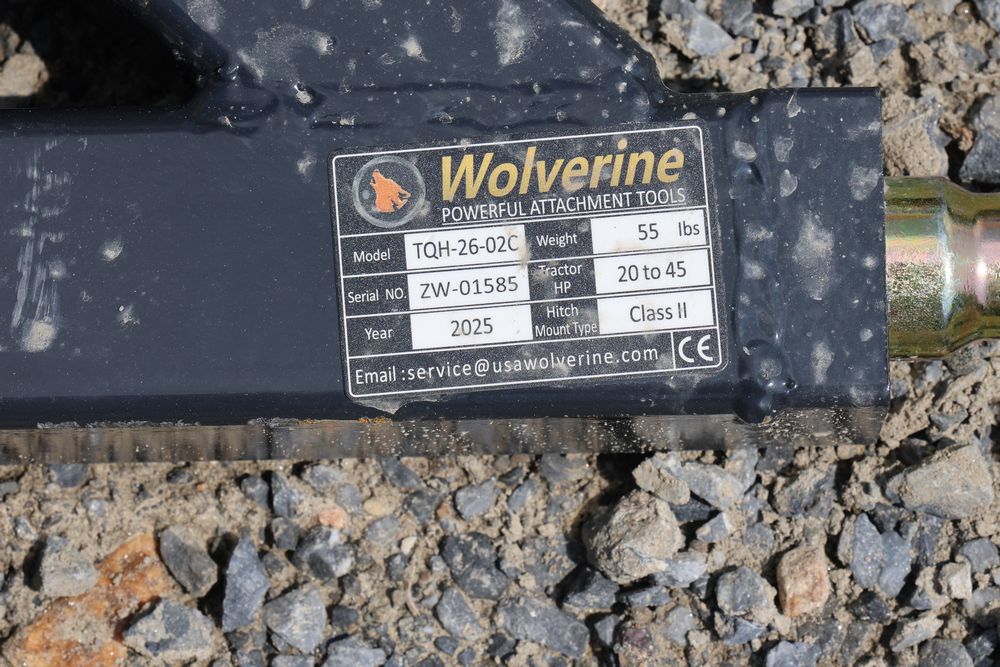 Wolverine
POWERFUL ATTACHMENT TOOLS
Model TQH-26-02C Weight 55 lbs
Serial NO. ZW-01585 Tractor HP 20 to 45
Year 2025 Hitch Mount Type Class II
Email :service@usawolverine.com CE